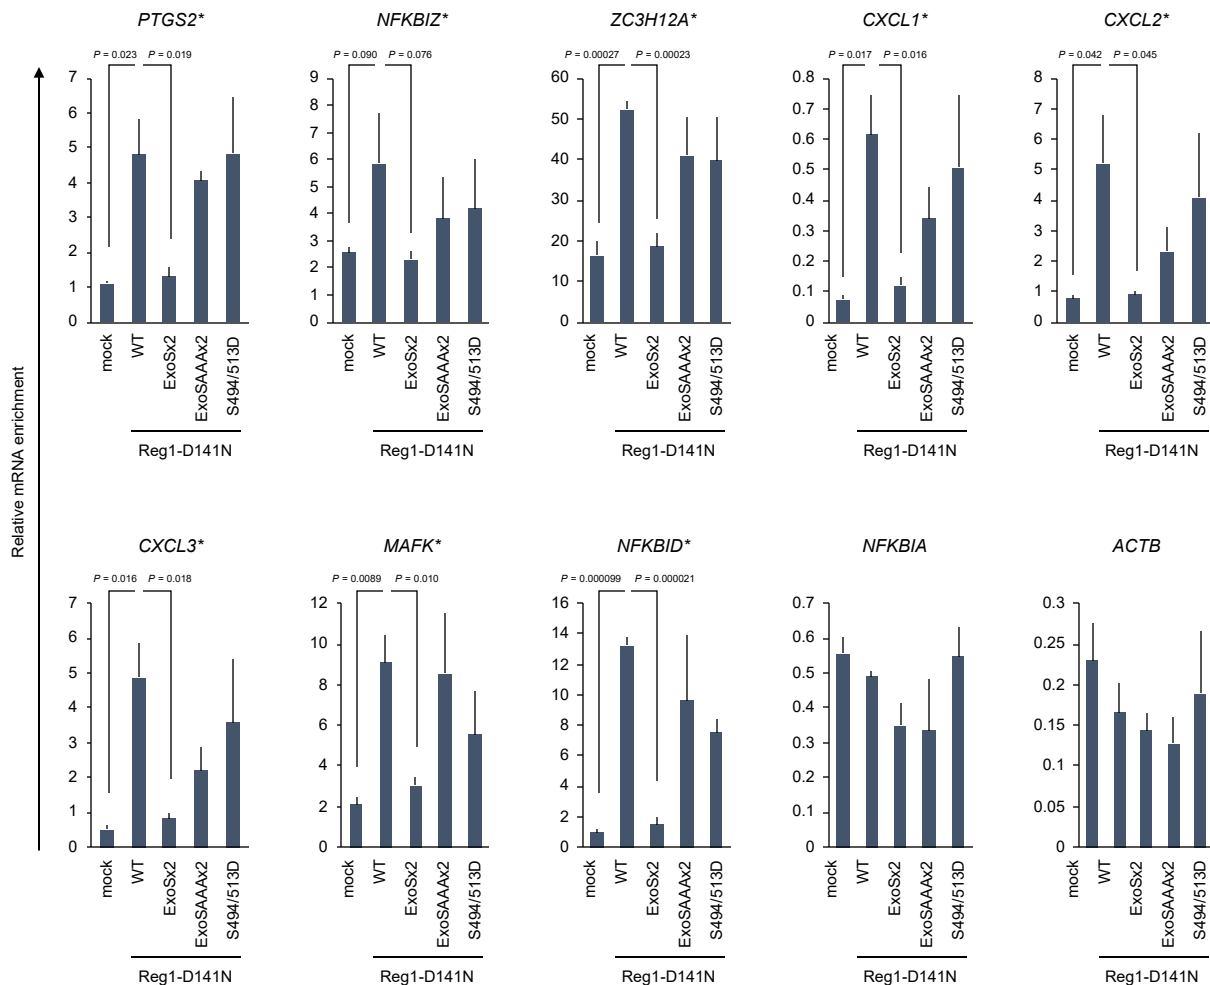 Relative mRNA enrichment
PTGS2*
P = 0.023 P = 0.019
7
6
5
4
3
2
1
0
mock
WT
ExoSx2
ExoSAAAx2
S494/513D
Reg1-D141N
NFKBIZ*
P = 0.090 P = 0.076
9
8
7
6
5
4
3
2
1
0
mock
WT
ExoSx2
ExoSAAAx2
S494/513D
Reg1-D141N
ZC3H12A*
P = 0.00027 P = 0.00023
60
50
40
30
20
10
0
mock
WT
ExoSx2
ExoSAAAx2
S494/513D
Reg1-D141N
CXCL1*
P = 0.017 P = 0.016
0.8
0.7
0.6
0.5
0.4
0.3
0.2
0.1
0
mock
WT
ExoSx2
ExoSAAAx2
S494/513D
Reg1-D141N
CXCL2*
P = 0.042 P = 0.045
8
7
6
5
4
3
2
1
0
mock
WT
ExoSx2
ExoSAAAx2
S494/513D
Reg1-D141N
CXCL3*
P = 0.016 P = 0.018
7
6
5
4
3
2
1
0
mock
WT
ExoSx2
ExoSAAAx2
S494/513D
Reg1-D141N
MAFK*
P = 0.0089 P = 0.010
12
10
8
6
4
2
0
mock
WT
ExoSx2
ExoSAAAx2
S494/513D
Reg1-D141N
NFKBID*
P = 0.000099 P = 0.000021
16
14
12
10
8
6
4
2
0
mock
WT
ExoSx2
ExoSAAAx2
S494/513D
Reg1-D141N
NFKBIA
0.7
0.6
0.5
0.4
0.3
0.2
0.1
0
mock
WT
ExoSx2
ExoSAAAx2
S494/513D
Reg1-D141N
ACTB
0.3
0.25
0.2
0.15
0.1
0.05
0
mock
WT
ExoSx2
ExoSAAAx2
S494/513D
Reg1-D141N